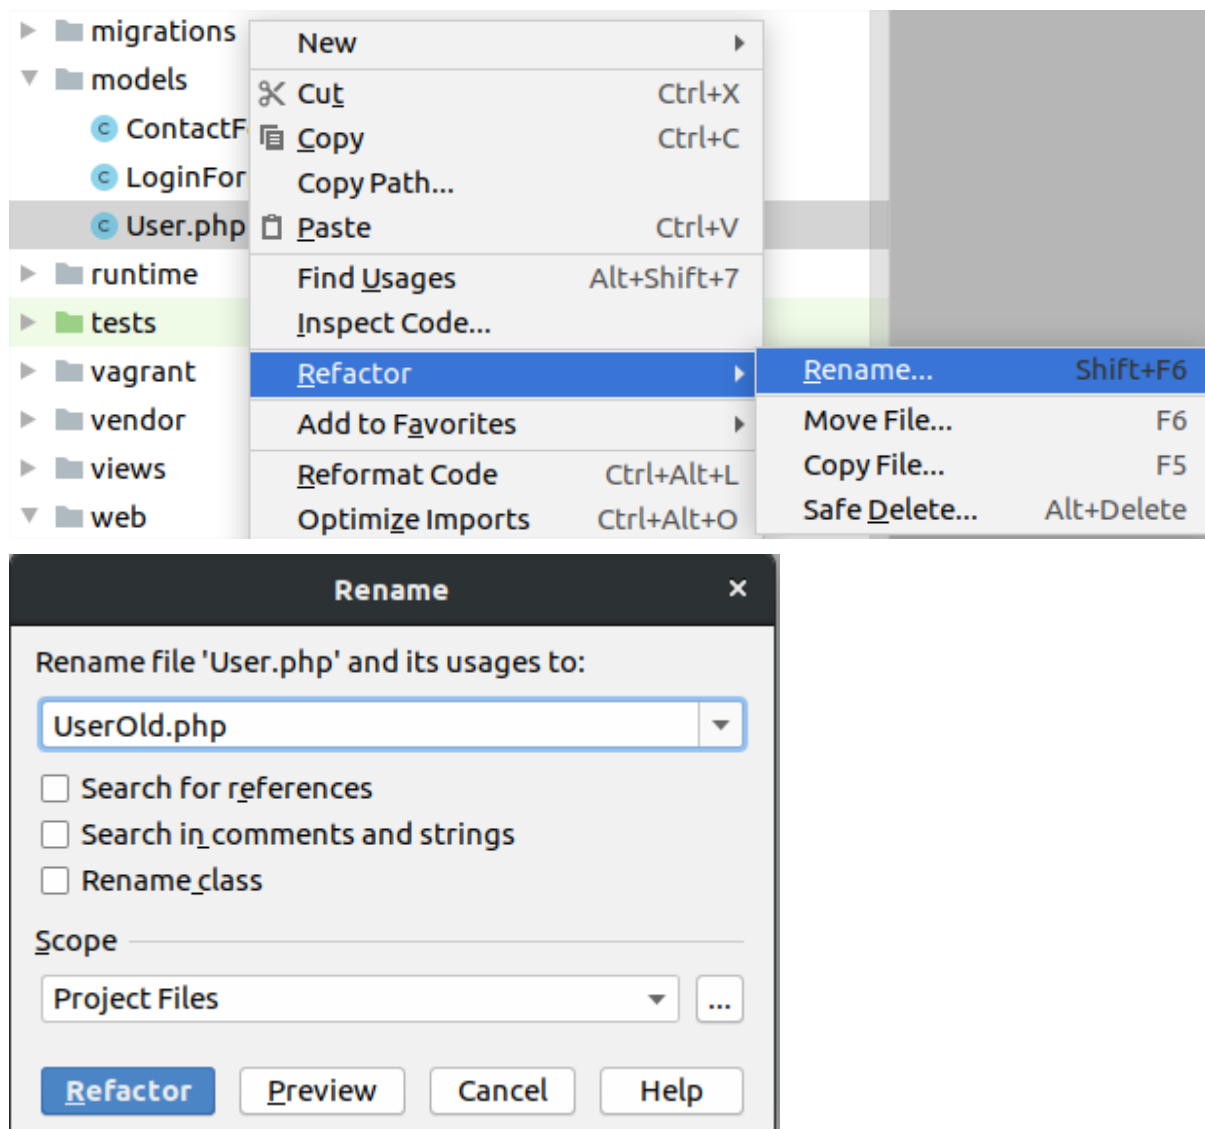 migrations
models
ContactF
LoginFor
User.php
runtime
tests
vagrant
vendor
views
web
New
Cut Ctrl+X
Copy Ctrl+C
Copy Path...
Paste Ctrl+V
Find Usages Alt+Shift+7
Inspect Code...
Refactor
Add to Favorites
Reformat Code Ctrl+Alt+L
Optimize Imports Ctrl+Alt+O
Rename... Shift+F6
Move File... F6
Copy File... F5
Safe Delete... Alt+Delete
Rename
Rename file 'User.php' and its usages to:
UserOld.php
Search for references
Search in comments and strings
Rename class
Scope
Project Files
...
Refactor Preview Cancel Help